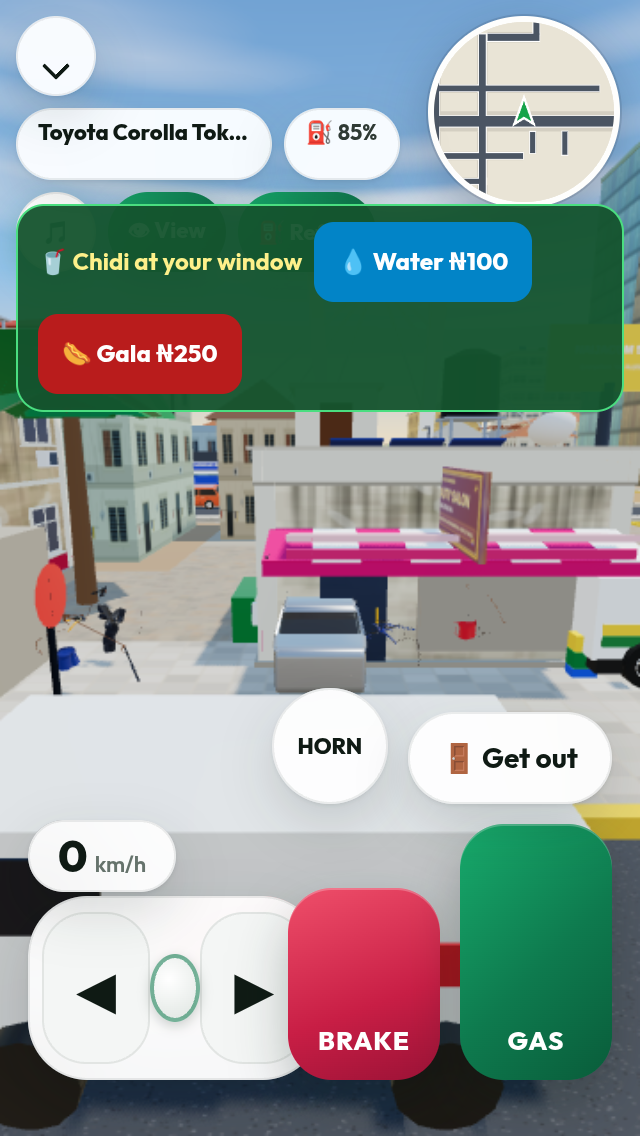 Toyota Corolla Tok...
85%
View
Re
Chidi at your window
Water ₦100
Gala ₦250
HORN
Get out
0 km/h
BRAKE
GAS